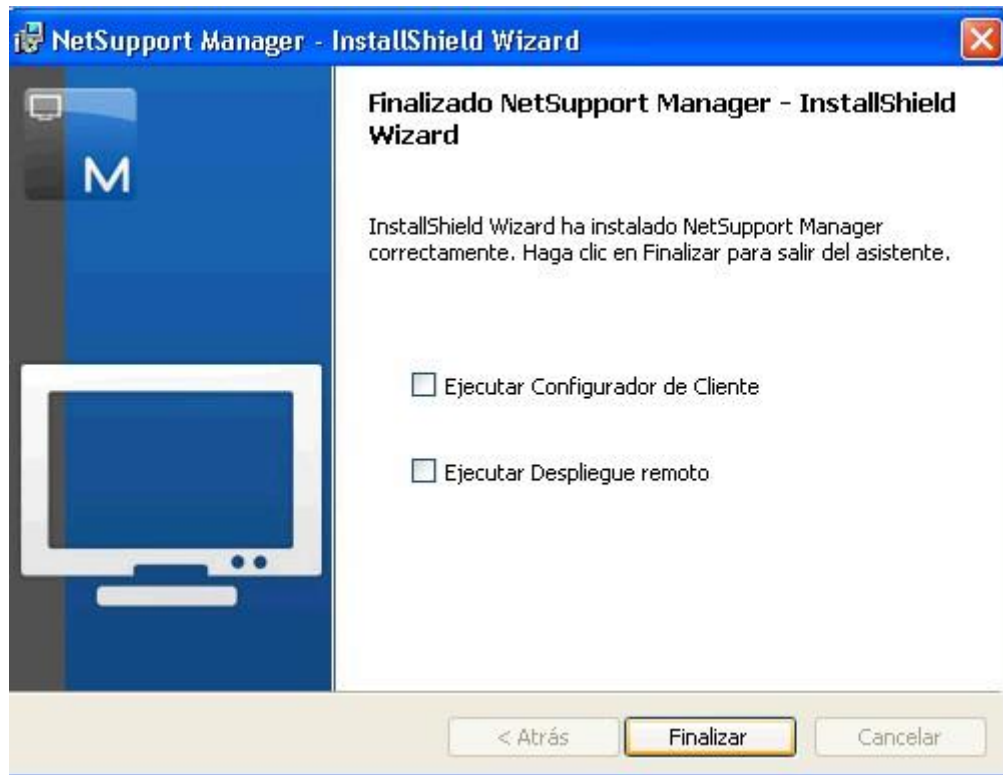 NetSupport Manager - InstallShield Wizard
M
Finalizado NetSupport Manager - InstallShield
Wizard
InstallShield Wizard ha instalado NetSupport Manager
correctamente. Haga clic en Finalizar para salir del asistente.
Ejecutar Configurador de Cliente
Ejecutar Despliegue remoto
< Atrás Finalizar Cancelar